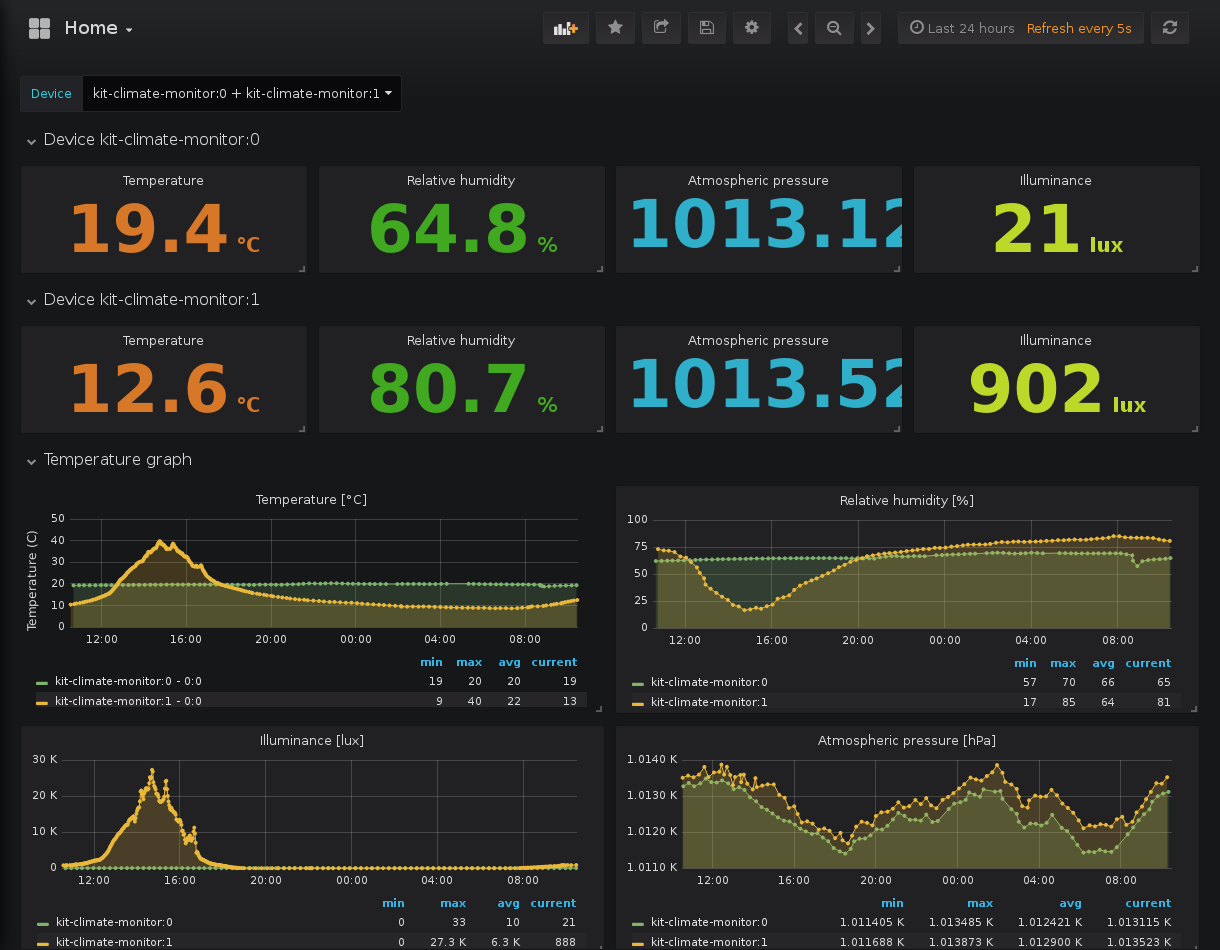 Home
Last 24 hours Refresh every 5s
Device kit-climate-monitor:0 + kit-climate-monitor:1
Device kit-climate-monitor:0
Temperature Relative humidity Atmospheric pressure Illuminance
19.4 °C 64.8 % 1013.12 21 lux
Device kit-climate-monitor:1
Temperature Relative humidity Atmospheric pressure Illuminance
12.6 °C 80.7 % 1013.52 902 lux
Temperature graph
Temperature [°C]
Temperature (C)
50
40
30
20
10
0
12:00 16:00 20:00 00:00 04:00 08:00
min max avg current
kit-climate-monitor:0 - 0:0 19 20 20 19
kit-climate-monitor:1 - 0:0 9 40 22 13
Relative humidity [%]
100
75
50
25
0
12:00 16:00 20:00 00:00 04:00 08:00
min max avg current
kit-climate-monitor:0 57 70 66 65
kit-climate-monitor:1 17 85 64 81
Illuminance [lux]
30 K
20 K
10 K
0
12:00 16:00 20:00 00:00 04:00 08:00
min max avg current
kit-climate-monitor:0 0 33 10 21
kit-climate-monitor:1 0 27.3 K 6.3 K 888
Atmospheric pressure [hPa]
1.0140 K
1.0130 K
1.0120 K
1.0110 K
12:00 16:00 20:00 00:00 04:00 08:00
min max avg current
kit-climate-monitor:0 1.011405 K 1.013485 K 1.012421 K 1.013115 K
kit-climate-monitor:1 1.011688 K 1.013873 K 1.012900 K 1.013523 K